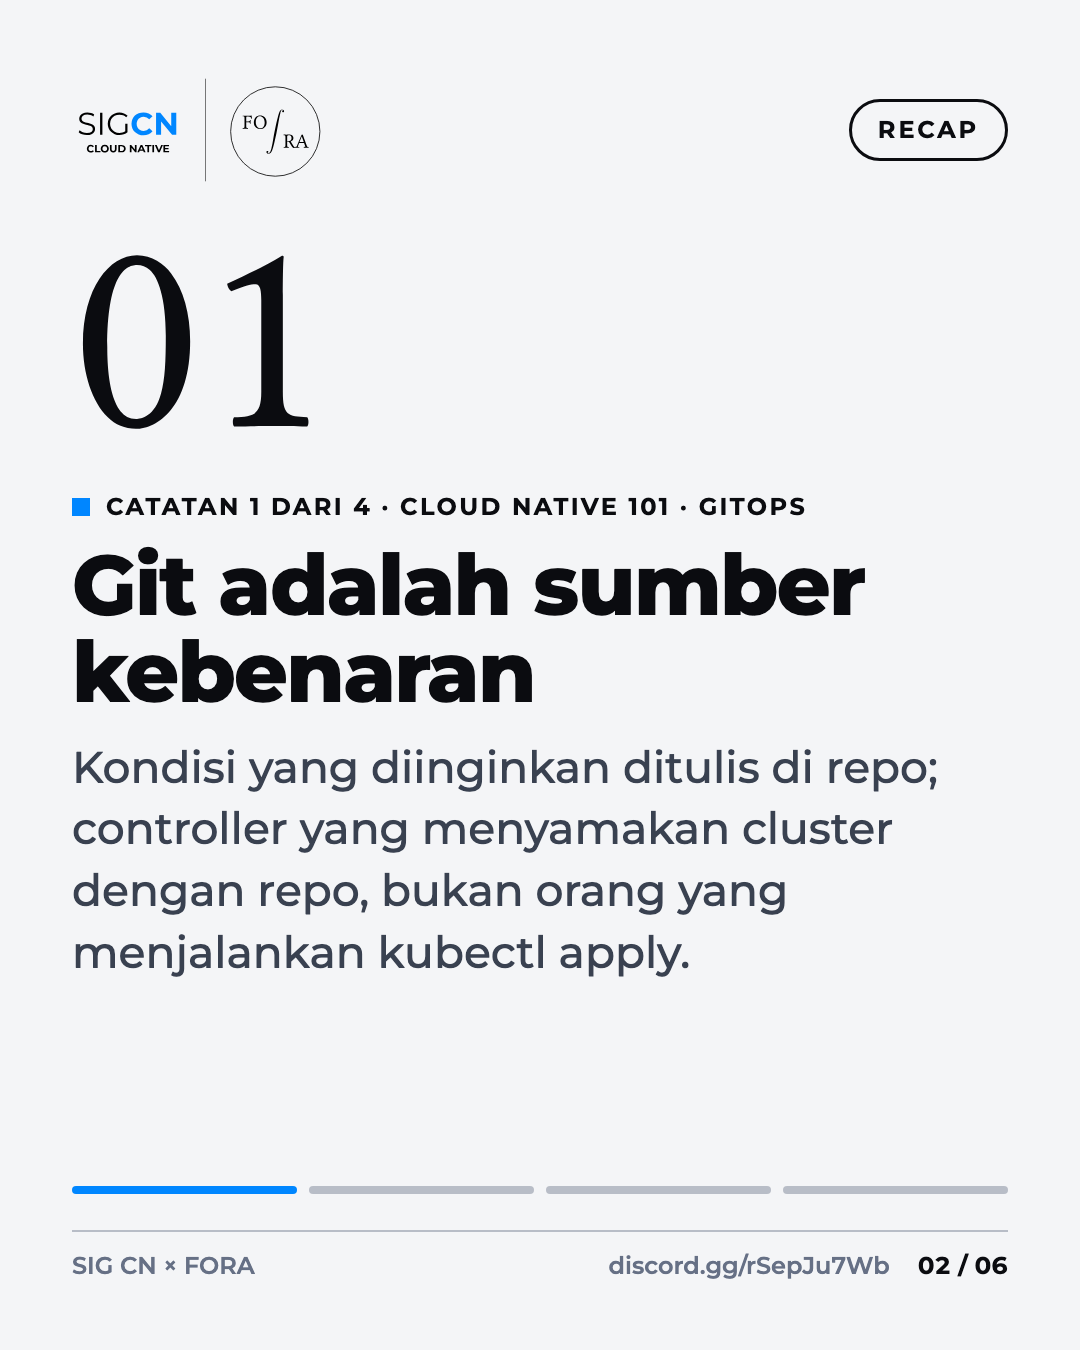 SIGCN
CLOUD NATIVE
FO∫RA
RECAP
01
CATATAN 1 DARI 4 · CLOUD NATIVE 101 · GITOPS
Git adalah sumber
kebenaran
Kondisi yang diinginkan ditulis di repo;
controller yang menyamakan cluster
dengan repo, bukan orang yang
menjalankan kubectl apply.
SIG CN × FORA
discord.gg/rSepJu7Wb
02 / 06